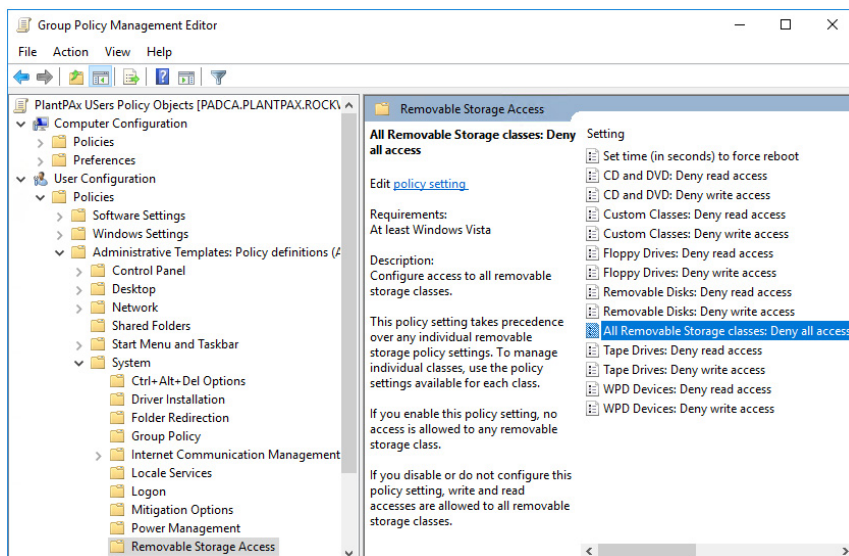 Group Policy Management Editor
File Action View Help
PlantPAx USers Policy Objects [PADCA.PLANTPAX.ROCKW
Computer Configuration
Policies
Preferences
User Configuration
Policies
Software Settings
Windows Settings
Administrative Templates: Policy definitions (A
Control Panel
Desktop
Network
Shared Folders
Start Menu and Taskbar
System
Ctrl+Alt+Del Options
Driver Installation
Folder Redirection
Group Policy
Internet Communication Management
Locale Services
Logon
Mitigation Options
Power Management
Removable Storage Access
Removable Storage Access
All Removable Storage classes: Deny
all access
Edit policy setting
Requirements:
At least Windows Vista
Description:
Configure access to all removable
storage classes.
This policy setting takes precedence
over any individual removable
storage policy settings. To manage
individual classes, use the policy
settings available for each class.
If you enable this policy setting, no
access is allowed to any removable
storage class.
If you disable or do not configure this
policy setting, write and read
accesses are allowed to all removable
storage classes.
Setting
Set time (in seconds) to force reboot
CD and DVD: Deny read access
CD and DVD: Deny write access
Custom Classes: Deny read access
Custom Classes: Deny write access
Floppy Drives: Deny read access
Floppy Drives: Deny write access
Removable Disks: Deny read access
Removable Disks: Deny write access
All Removable Storage classes: Deny all access
Tape Drives: Deny read access
Tape Drives: Deny write access
WPD Devices: Deny read access
WPD Devices: Deny write access